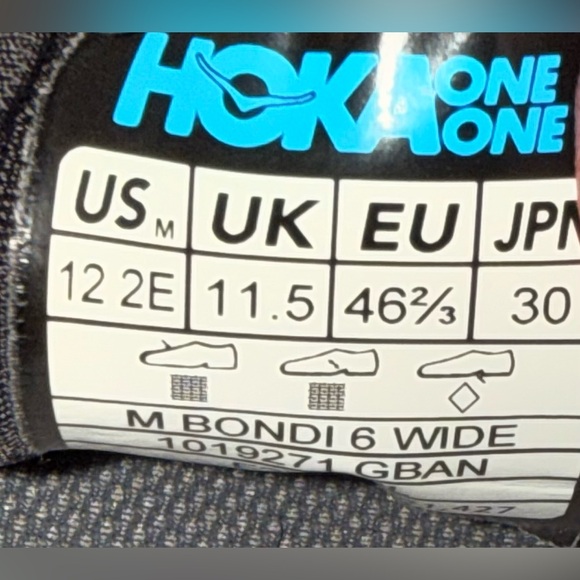 HOKA ONE ONE
US M UK EU JPN
12 2E 11.5 46⅔ 30
M BONDI 6 WIDE
1019271 GBAN
427